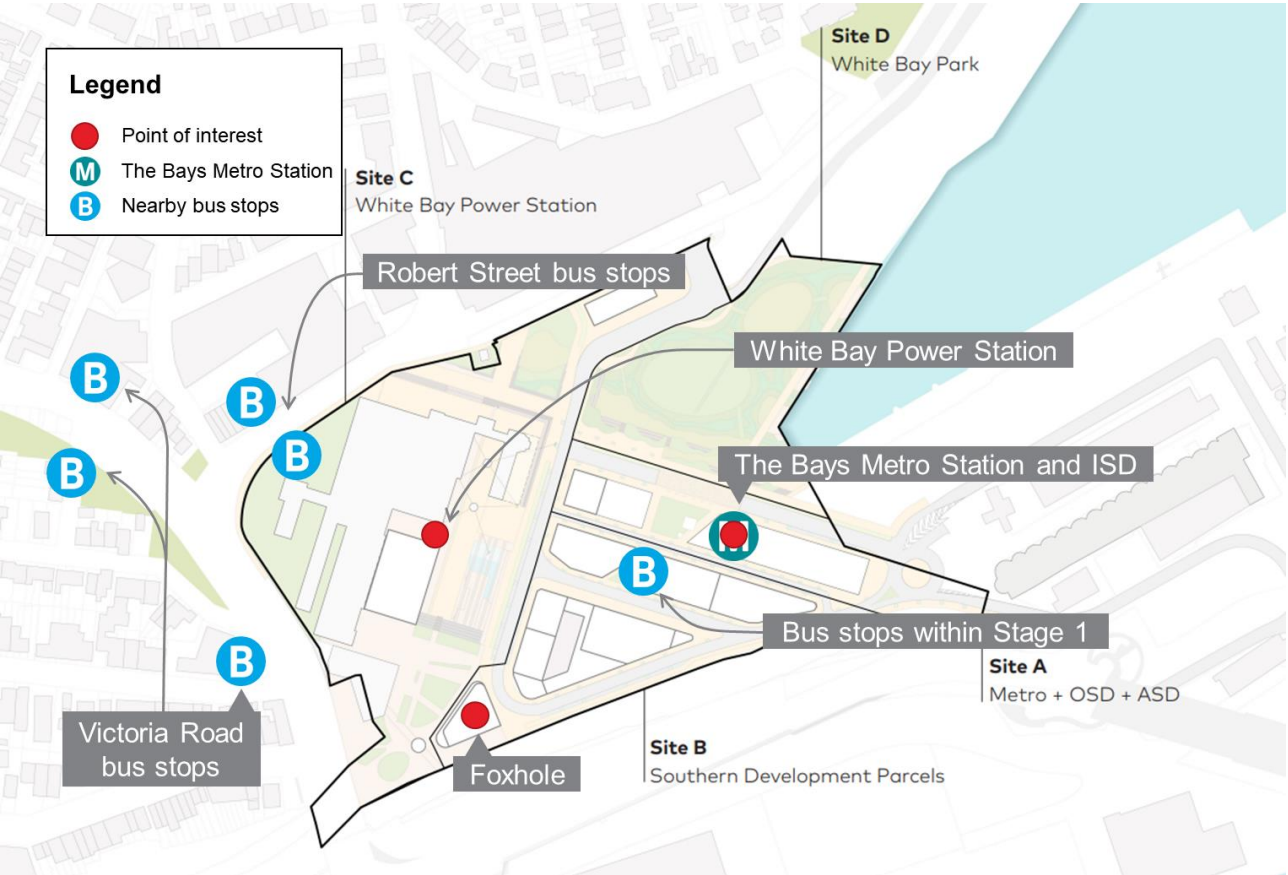 Legend
Point of interest
M
The Bays Metro Station
B
Nearby bus stops
Site D
White Bay Park
Site C
White Bay Power Station
Robert Street bus stops
White Bay Power Station
B
B
B
B
The Bays Metro Station and ISD
M
B
Bus stops within Stage 1
B
Site A
Metro + OSD + ASD
Victoria Road
bus stops
Foxhole
Site B
Southern Development Parcels